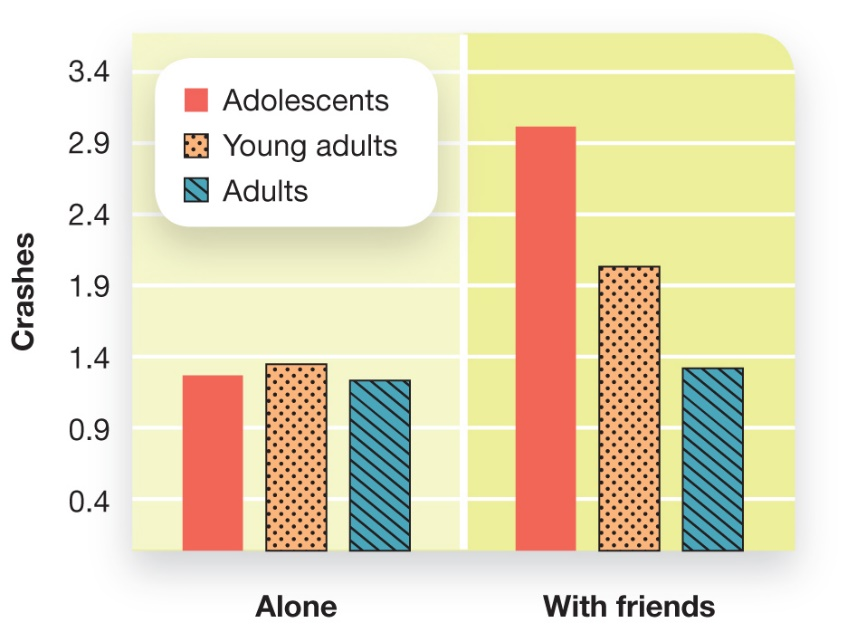 3.4
2.9
2.4
1.9
1.4
0.9
0.4
Crashes
Adolescents
Young adults
Adults
Alone
With friends